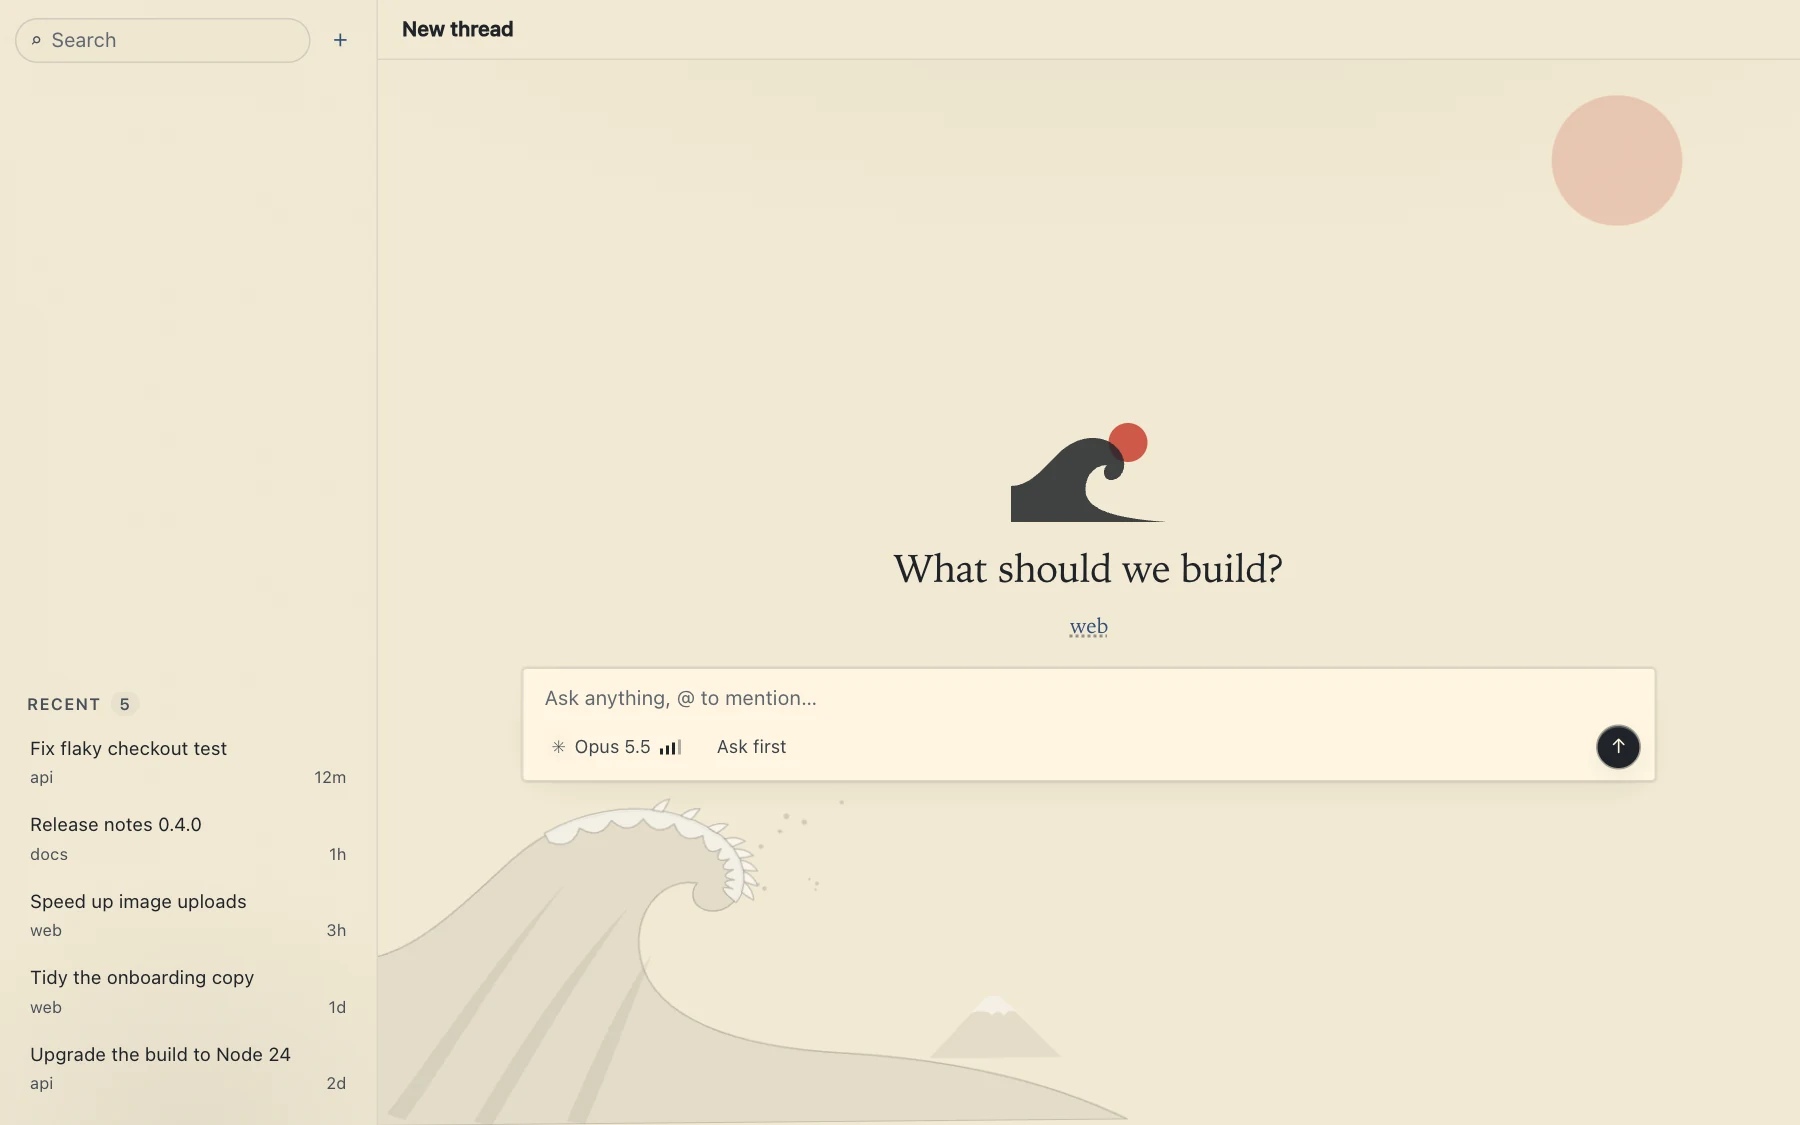 Search
+
New thread
What should we build?
web
Ask anything, @ to mention...
Opus 5.5
Ask first
RECENT 5
Fix flaky checkout test
api 12m
Release notes 0.4.0
docs 1h
Speed up image uploads
web 3h
Tidy the onboarding copy
web 1d
Upgrade the build to Node 24
api 2d